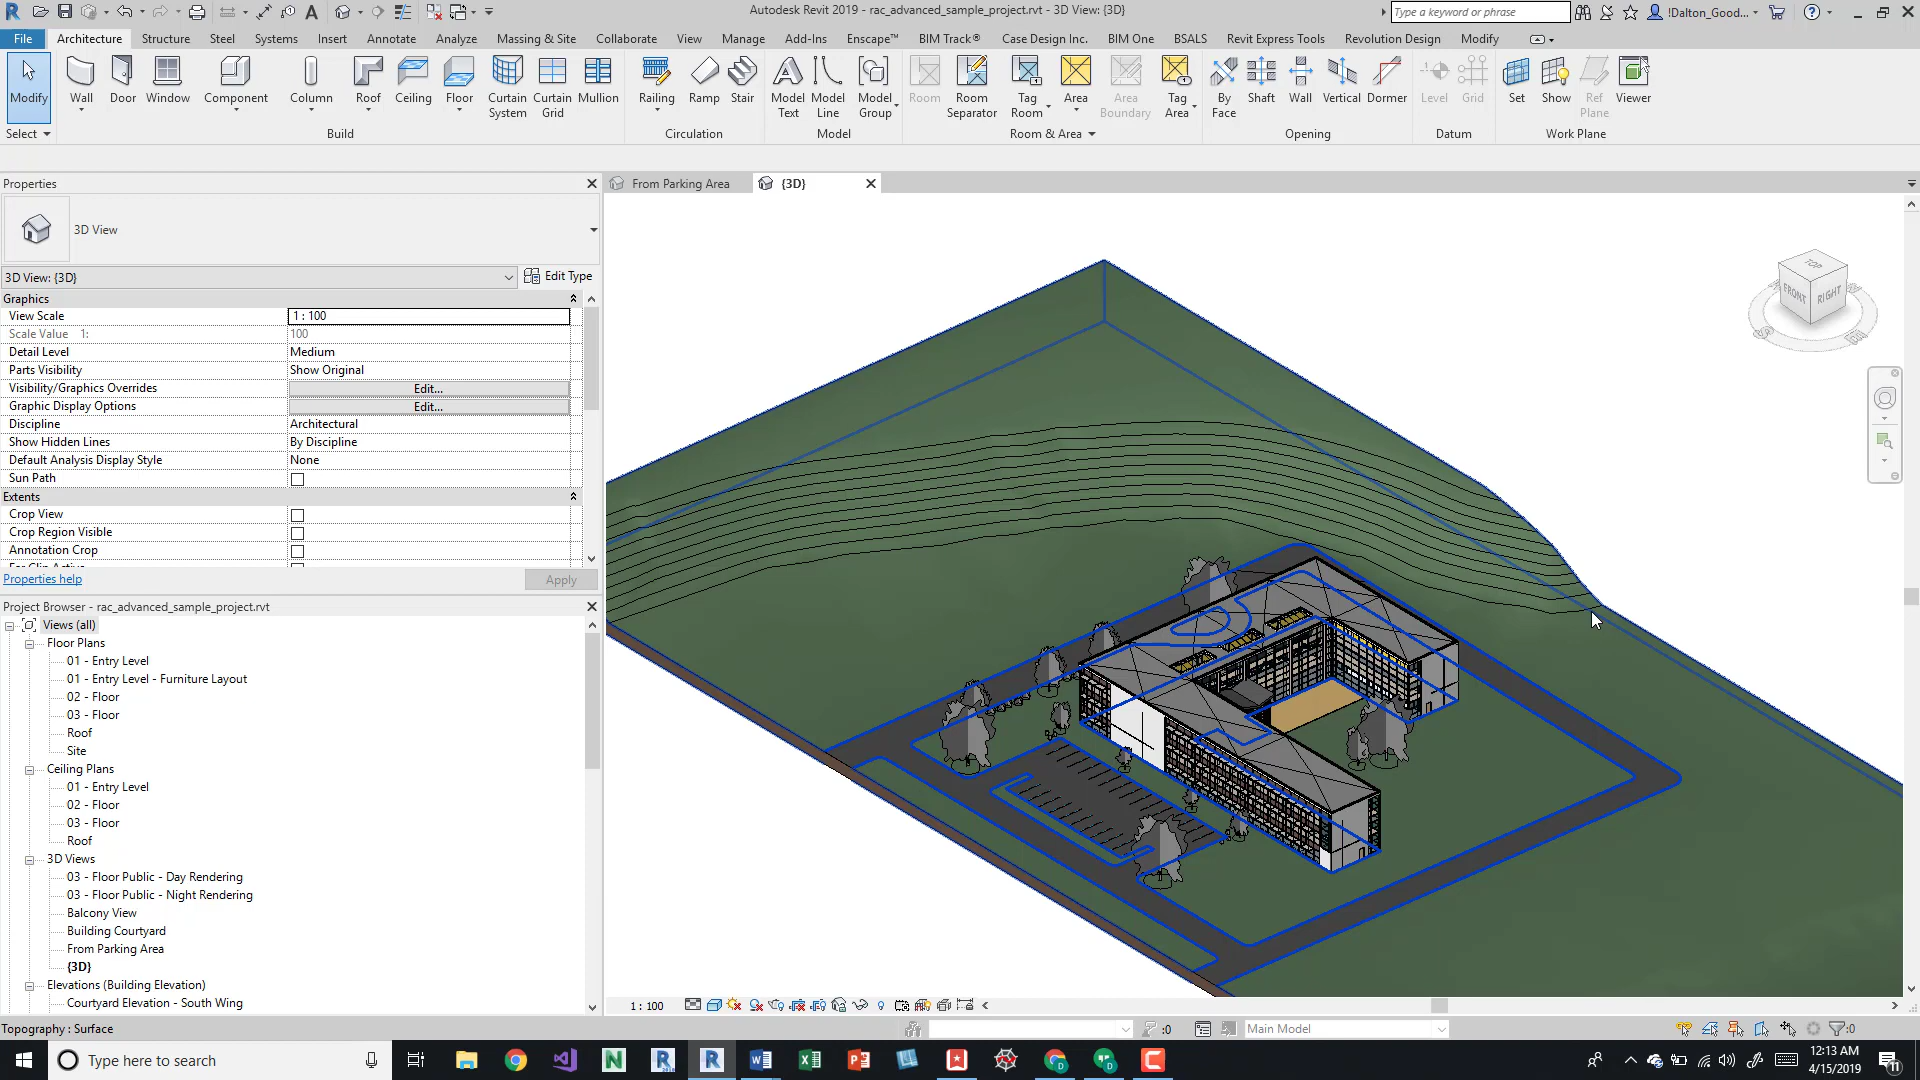 Autodesk Revit 2019 - rac_advanced_sample_project.rvt - 3D View: {3D}
Type a keyword or phrase
!Dalton_Good...
File Architecture Structure Steel Systems Insert Annotate Analyze Massing & Site Collaborate View Manage Add-Ins Enscape™ BIM Track® Case Design Inc. BIM One BSALS Revit Express Tools Revolution Design Modify
Modify Wall Door Window Component Column Roof Ceiling Floor Curtain System Curtain Grid Mullion Railing Ramp Stair Model Text Model Line Model Group Room Room Separator Tag Room Area Area Boundary Tag Area By Face Shaft Wall Vertical Dormer Level Grid Set Show Ref Plane Viewer
Select Build Circulation Model Room & Area Opening Datum Work Plane
Properties
From Parking Area {3D}
3D View
3D View: {3D} Edit Type
Graphics
View Scale 1 : 100
Scale Value 1: 100
Detail Level Medium
Parts Visibility Show Original
Visibility/Graphics Overrides Edit...
Graphic Display Options Edit...
Discipline Architectural
Show Hidden Lines By Discipline
Default Analysis Display Style None
Sun Path
Extents
Crop View
Crop Region Visible
Annotation Crop
Properties help Apply
TOP
FRONT RIGHT
Project Browser - rac_advanced_sample_project.rvt
Views (all)
Floor Plans
01 - Entry Level
01 - Entry Level - Furniture Layout
02 - Floor
03 - Floor
Roof
Site
Ceiling Plans
01 - Entry Level
02 - Floor
03 - Floor
Roof
3D Views
03 - Floor Public - Day Rendering
03 - Floor Public - Night Rendering
Balcony View
Building Courtyard
From Parking Area
{3D}
Elevations (Building Elevation)
Courtyard Elevation - South Wing
1 : 100
Topography : Surface
:0
Main Model
:0
Type here to search
12:13 AM
4/15/2019
11